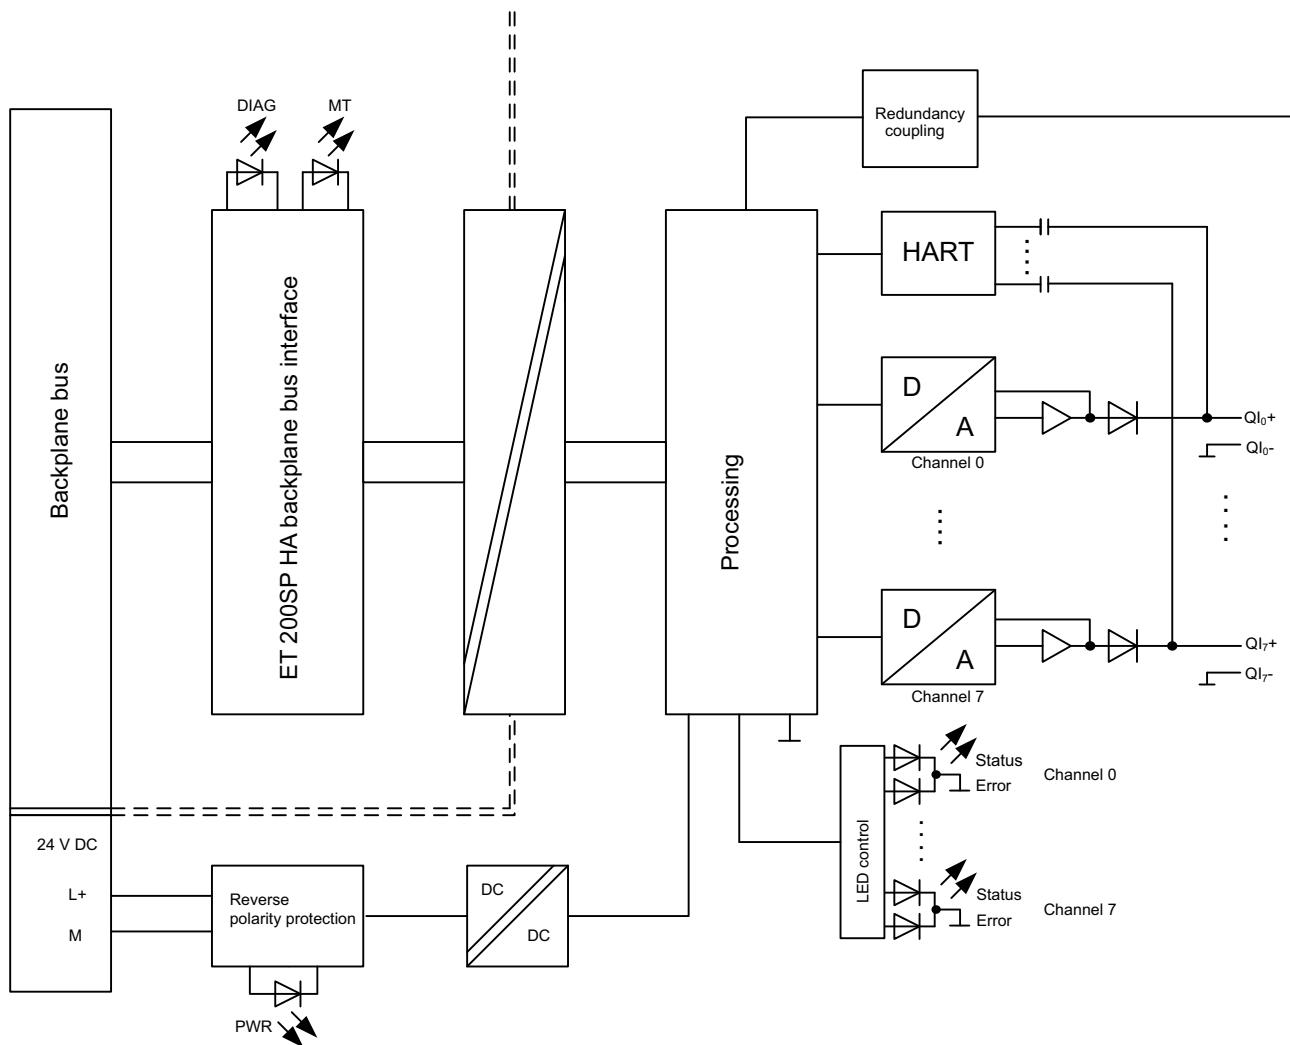 DIAG
MT
Redundancy
coupling
Backplane bus
ET 200SP HA backplane bus interface
Processing
HART
D
A
Channel 0
QI₀+
QI₀-
D
A
Channel 7
QI₇+
QI₇-
LED control
Status
Error
Channel 0
Status
Error
Channel 7
24 V DC
L+
M
Reverse
polarity protection
DC
DC
PWR